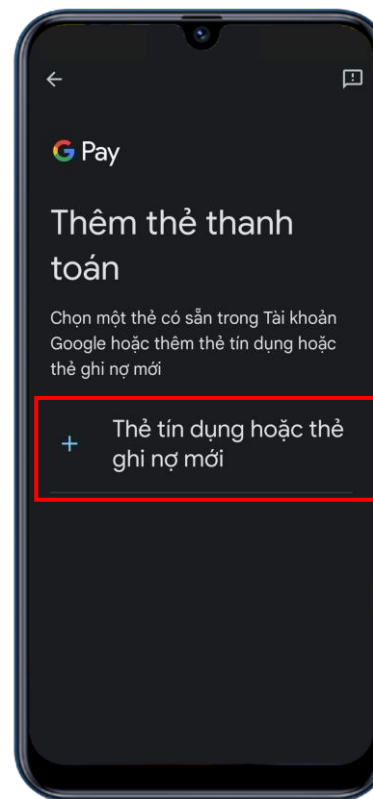 G Pay
Thêm thẻ thanh
toán
Chọn một thẻ có sẵn trong Tài khoản
Google hoặc thêm thẻ tín dụng hoặc
thẻ ghi nợ mới
Thẻ tín dụng hoặc thẻ
ghi nợ mới